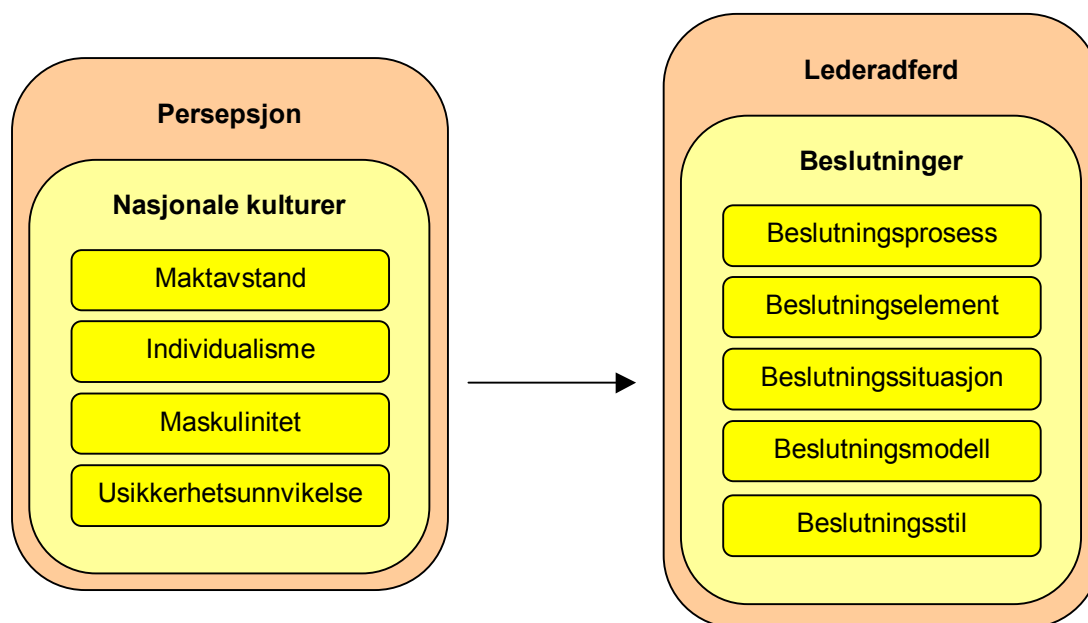 Persepsjon
Nasjonale kulturer
Maktavstand
Individualisme
Maskulinitet
Usikkerhetsunnvikelse
Lederadferd
Beslutninger
Beslutningsprosess
Beslutningselement
Beslutningssituasjon
Beslutningsmodell
Beslutningsstil